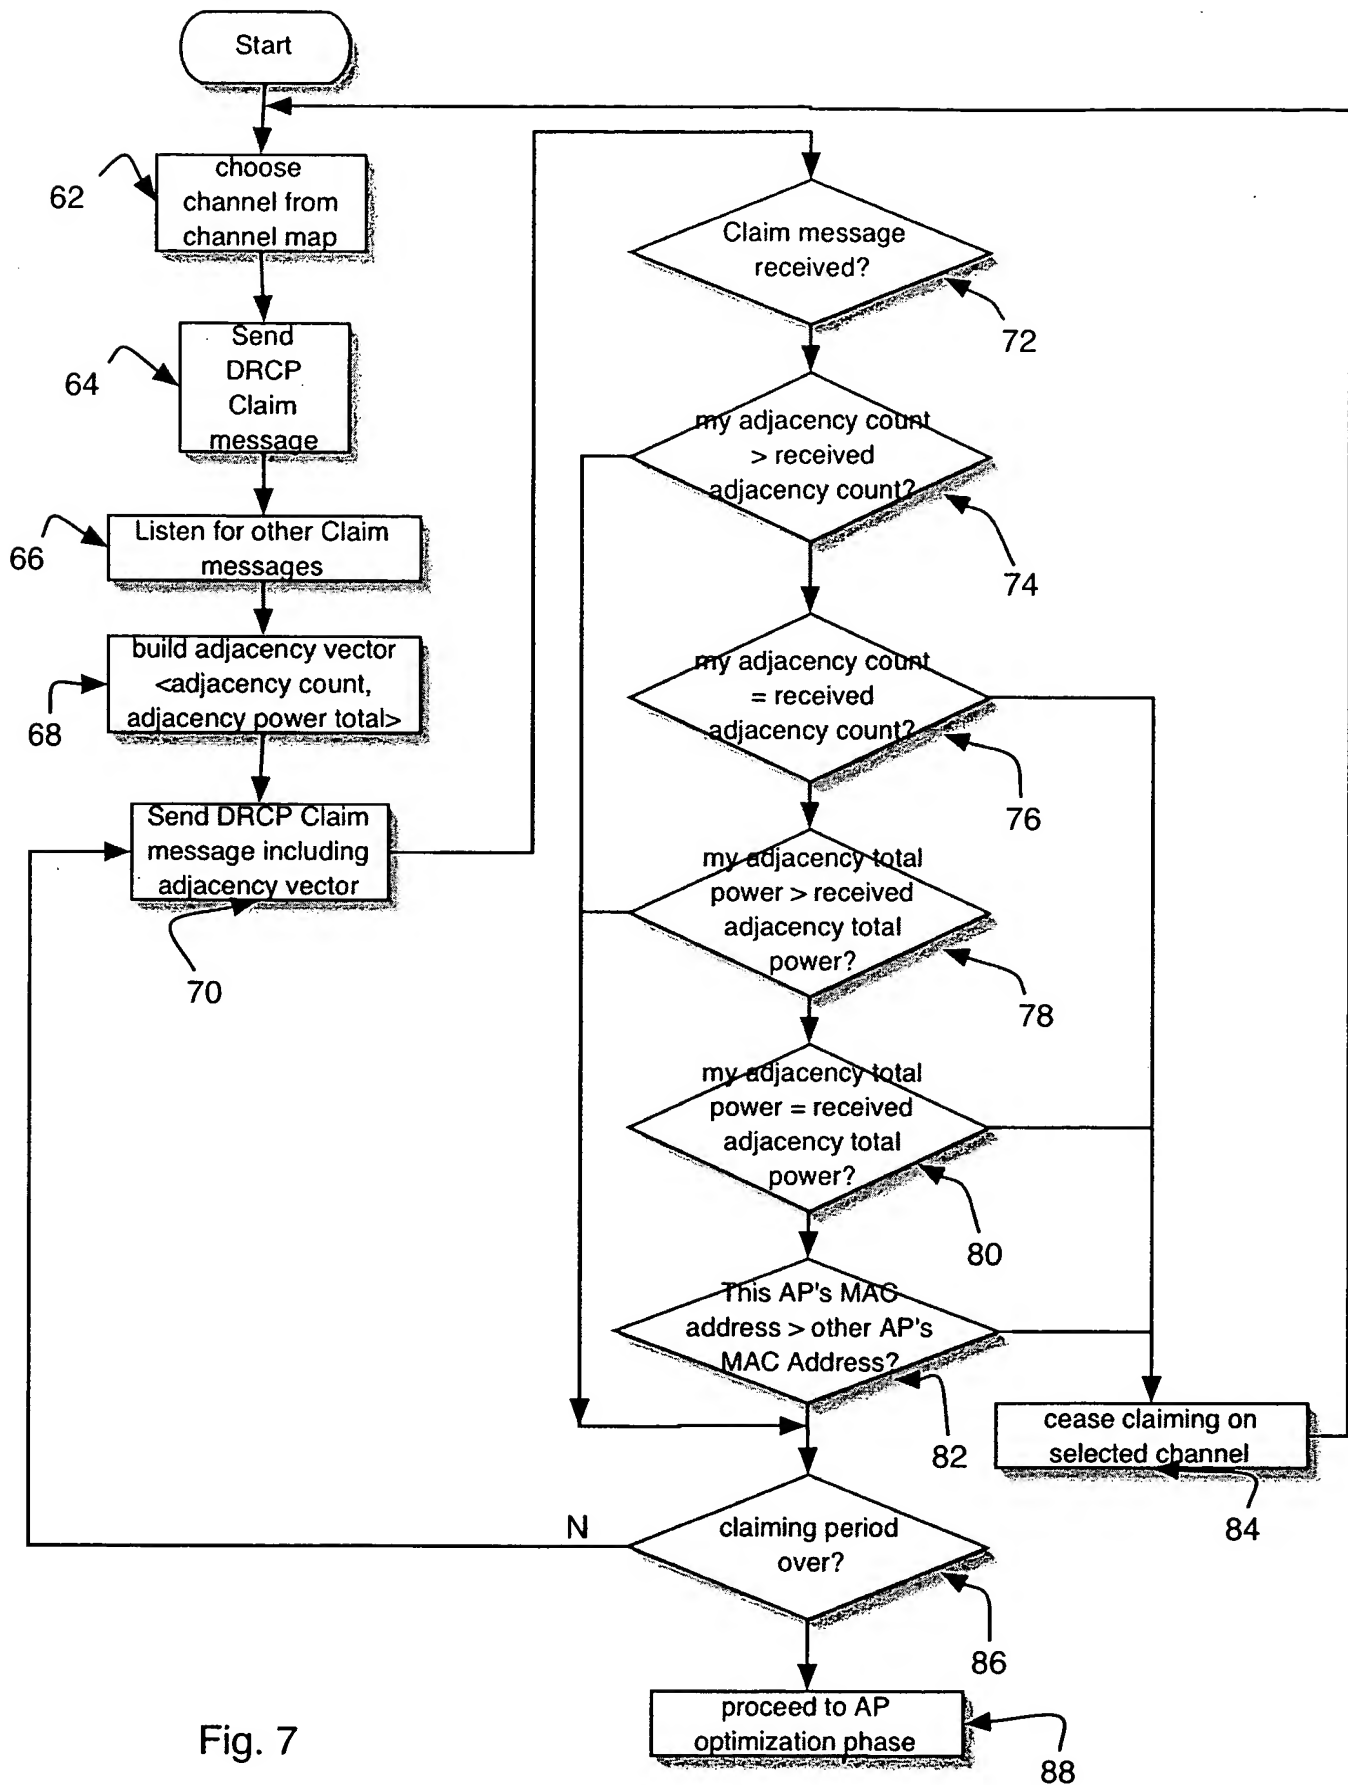 Start
choose
channel from
channel map
62
Send
DRCP
Claim
message
64
Listen for other Claim
messages
66
build adjacency vector
<adjacency count,
adjacency power total>
68
Send DRCP Claim
message including
adjacency vector
70
Claim message
received?
72
my adjacency count
> received
adjacency count?
74
my adjacency count
= received
adjacency count?
76
my adjacency total
power > received
adjacency total
power?
78
my adjacency total
power = received
adjacency total
power?
80
This AP's MAC
address > other AP's
MAC Address?
82
cease claiming on
selected channel
84
N
claiming period
over?
86
proceed to AP
optimization phase
88
Fig. 7